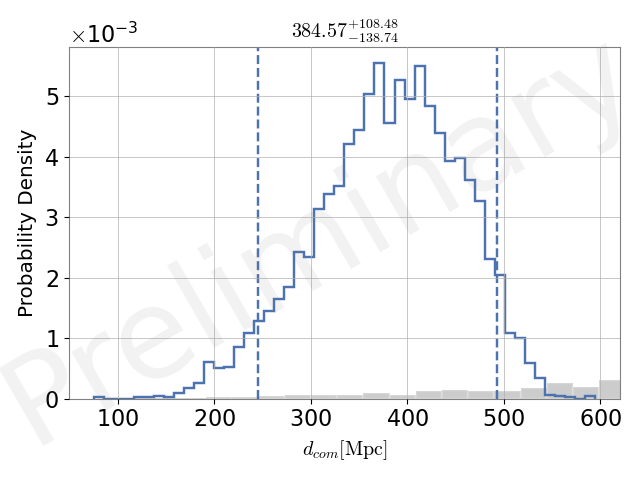 ×10⁻³
384.57^{+108.48}_{-138.74}
Probability Density
5
4
3
2
1
0
100 200 300 400 500 600
d_{com}[Mpc]
Preliminary